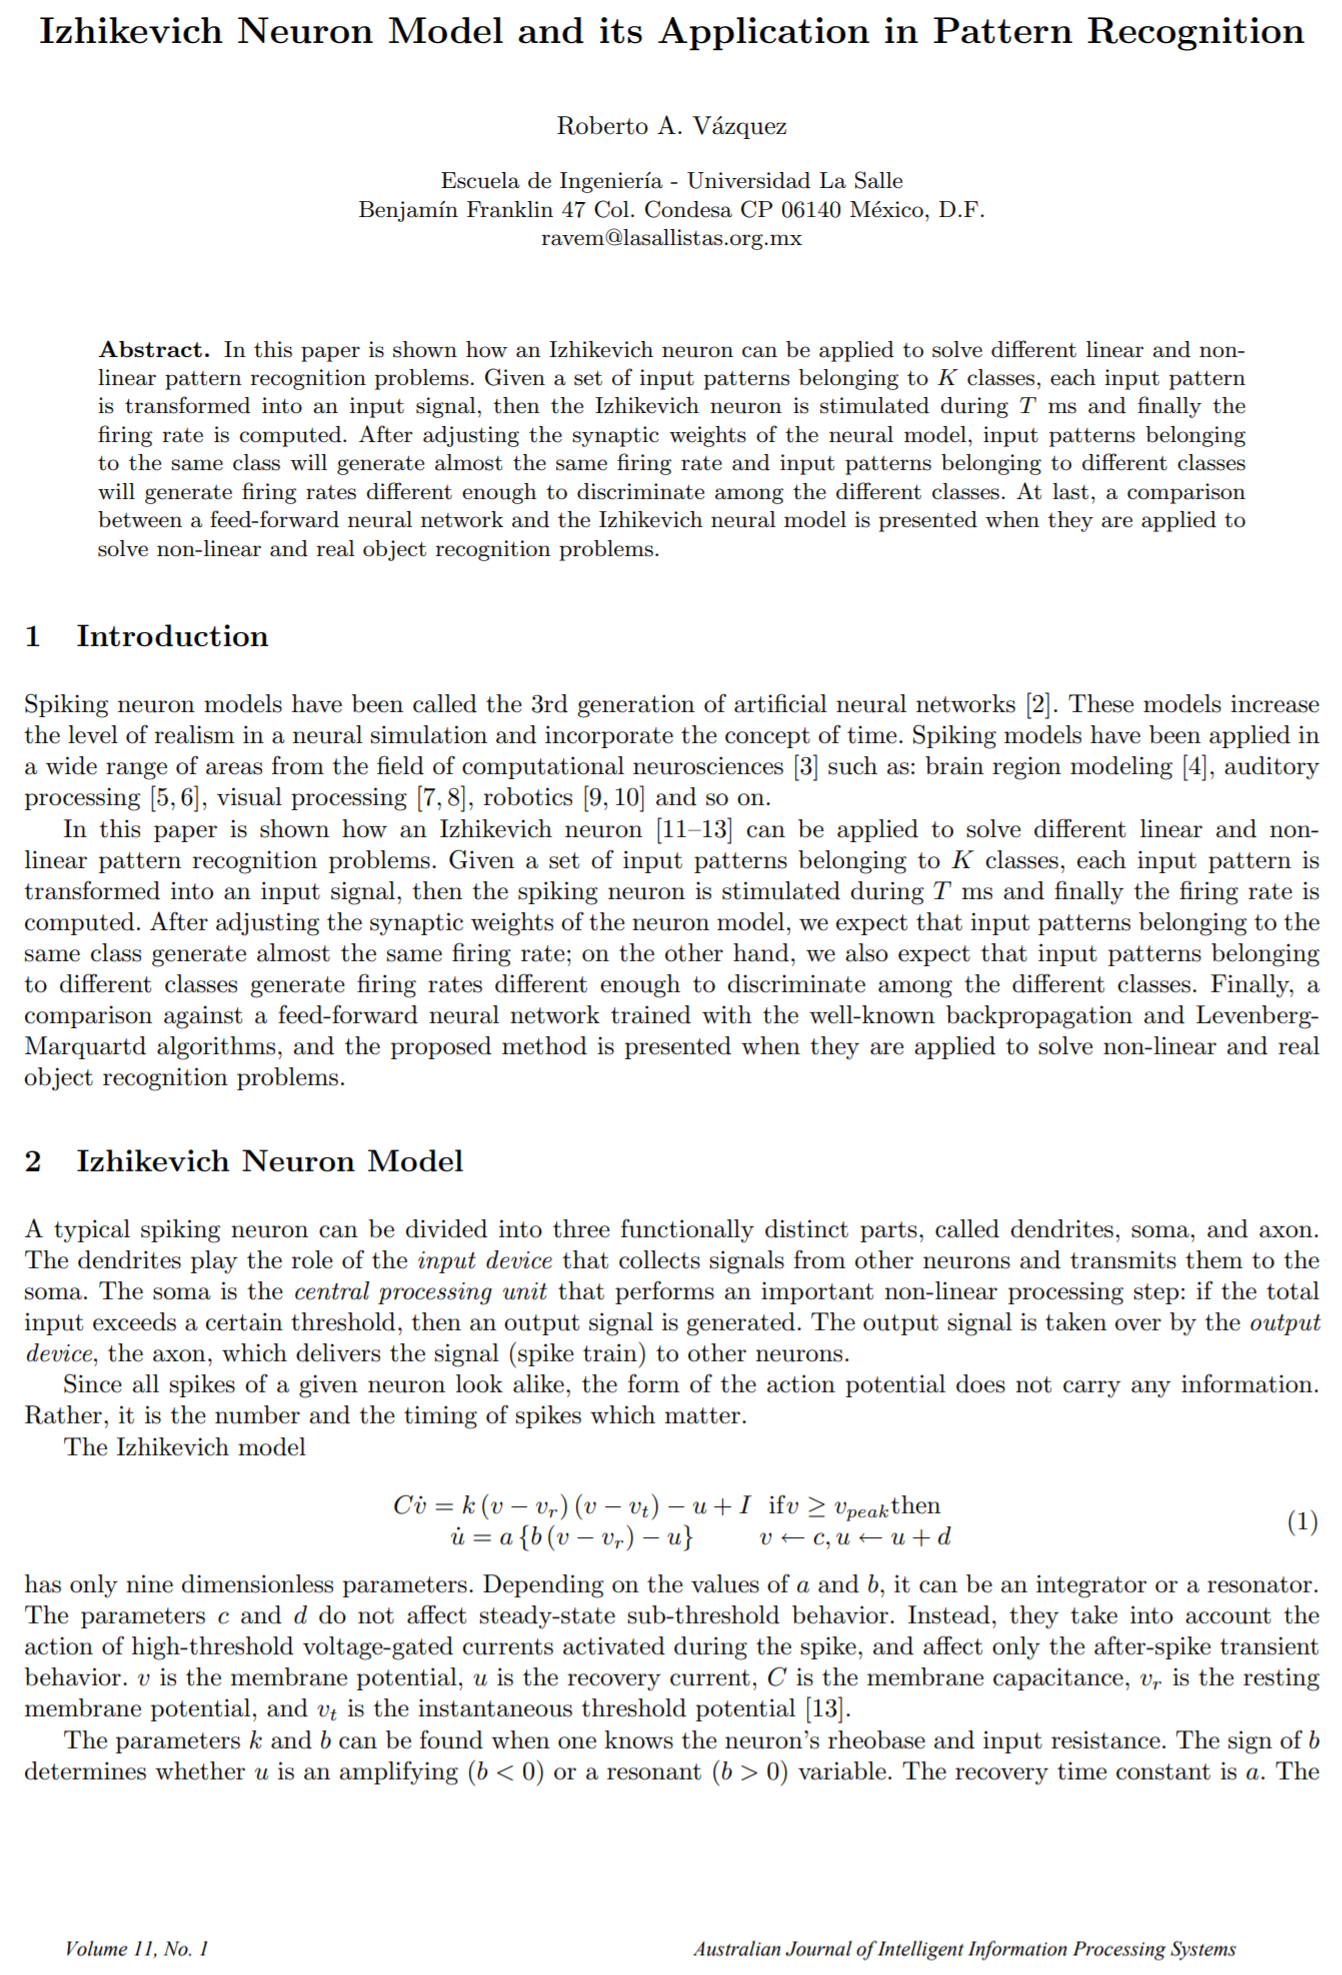 Izhikevich Neuron Model and its Application in Pattern Recognition
Roberto A. Vázquez
Escuela de Ingeniería - Universidad La Salle
Benjamín Franklin 47 Col. Condesa CP 06140 México, D.F.
ravem@lasallistas.org.mx
Abstract. In this paper is shown how an Izhikevich neuron can be applied to solve different linear and non-
linear pattern recognition problems. Given a set of input patterns belonging to K classes, each input pattern
is transformed into an input signal, then the Izhikevich neuron is stimulated during T ms and finally the
firing rate is computed. After adjusting the synaptic weights of the neural model, input patterns belonging
to the same class will generate almost the same firing rate and input patterns belonging to different classes
will generate firing rates different enough to discriminate among the different classes. At last, a comparison
between a feed-forward neural network and the Izhikevich neural model is presented when they are applied to
solve non-linear and real object recognition problems.
1 Introduction
Spiking neuron models have been called the 3rd generation of artificial neural networks [2]. These models increase
the level of realism in a neural simulation and incorporate the concept of time. Spiking models have been applied in
a wide range of areas from the field of computational neurosciences [3] such as: brain region modeling [4], auditory
processing [5, 6], visual processing [7, 8], robotics [9, 10] and so on.
In this paper is shown how an Izhikevich neuron [11–13] can be applied to solve different linear and non-
linear pattern recognition problems. Given a set of input patterns belonging to K classes, each input pattern is
transformed into an input signal, then the spiking neuron is stimulated during T ms and finally the firing rate is
computed. After adjusting the synaptic weights of the neuron model, we expect that input patterns belonging to the
same class generate almost the same firing rate; on the other hand, we also expect that input patterns belonging
to different classes generate firing rates different enough to discriminate among the different classes. Finally, a
comparison against a feed-forward neural network trained with the well-known backpropagation and Levenberg-
Marquartd algorithms, and the proposed method is presented when they are applied to solve non-linear and real
object recognition problems.
2 Izhikevich Neuron Model
A typical spiking neuron can be divided into three functionally distinct parts, called dendrites, soma, and axon.
The dendrites play the role of the input device that collects signals from other neurons and transmits them to the
soma. The soma is the central processing unit that performs an important non-linear processing step: if the total
input exceeds a certain threshold, then an output signal is generated. The output signal is taken over by the output
device, the axon, which delivers the signal (spike train) to other neurons.
Since all spikes of a given neuron look alike, the form of the action potential does not carry any information.
Rather, it is the number and the timing of spikes which matter.
The Izhikevich model
Cv̇ = k (v − vᵣ) (v − vₜ) − u + I ifv ≥ v_peak then
u̇ = a {b (v − vᵣ) − u} v ← c, u ← u + d
(1)
has only nine dimensionless parameters. Depending on the values of a and b, it can be an integrator or a resonator.
The parameters c and d do not affect steady-state sub-threshold behavior. Instead, they take into account the
action of high-threshold voltage-gated currents activated during the spike, and affect only the after-spike transient
behavior. v is the membrane potential, u is the recovery current, C is the membrane capacitance, vᵣ is the resting
membrane potential, and vₜ is the instantaneous threshold potential [13].
The parameters k and b can be found when one knows the neuron's rheobase and input resistance. The sign of b
determines whether u is an amplifying (b < 0) or a resonant (b > 0) variable. The recovery time constant is a. The
Volume 11, No. 1
Australian Journal of Intelligent Information Processing Systems